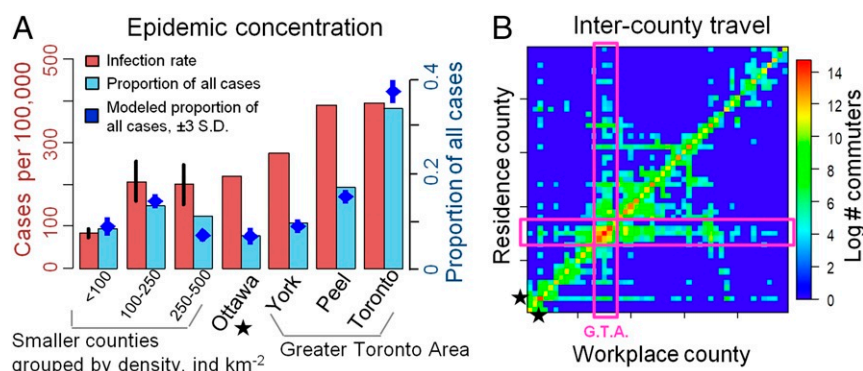 A
Epidemic concentration
Infection rate
Proportion of all cases
Modeled proportion of
all cases, ±3 S.D.
Cases per 100,000
500
300
100
0
Proportion of all cases
0.4
0.2
0
<100
100-250
250-500
Ottawa
York
Peel
Toronto
★
Smaller counties
grouped by density, ind km-2
Greater Toronto Area
B
Inter-county travel
Residence county
Workplace county
G.T.A.
★
★
Log # commuters
14
12
10
8
6
4
2
0